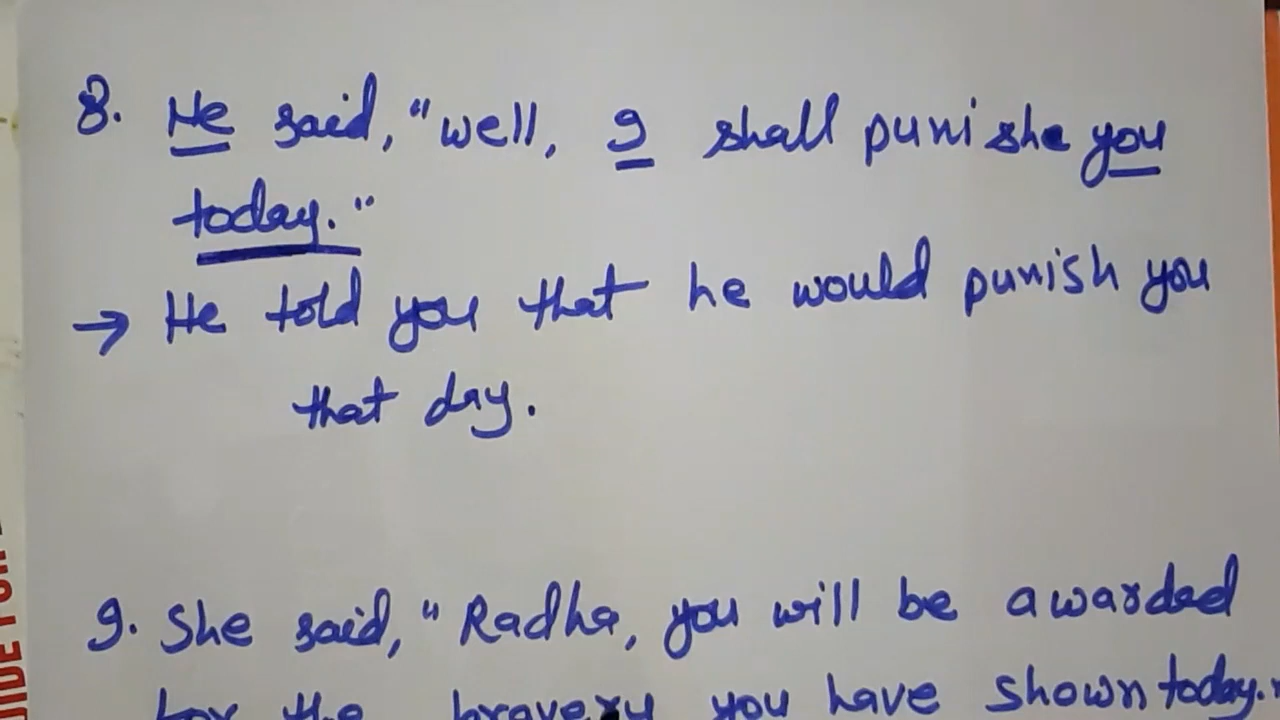 8. He said, "well, I shall punishe you
today."
→ He told you that he would punish you
that day.
9. She said, "Radha, you will be awarded
for the bravery you have shown today."